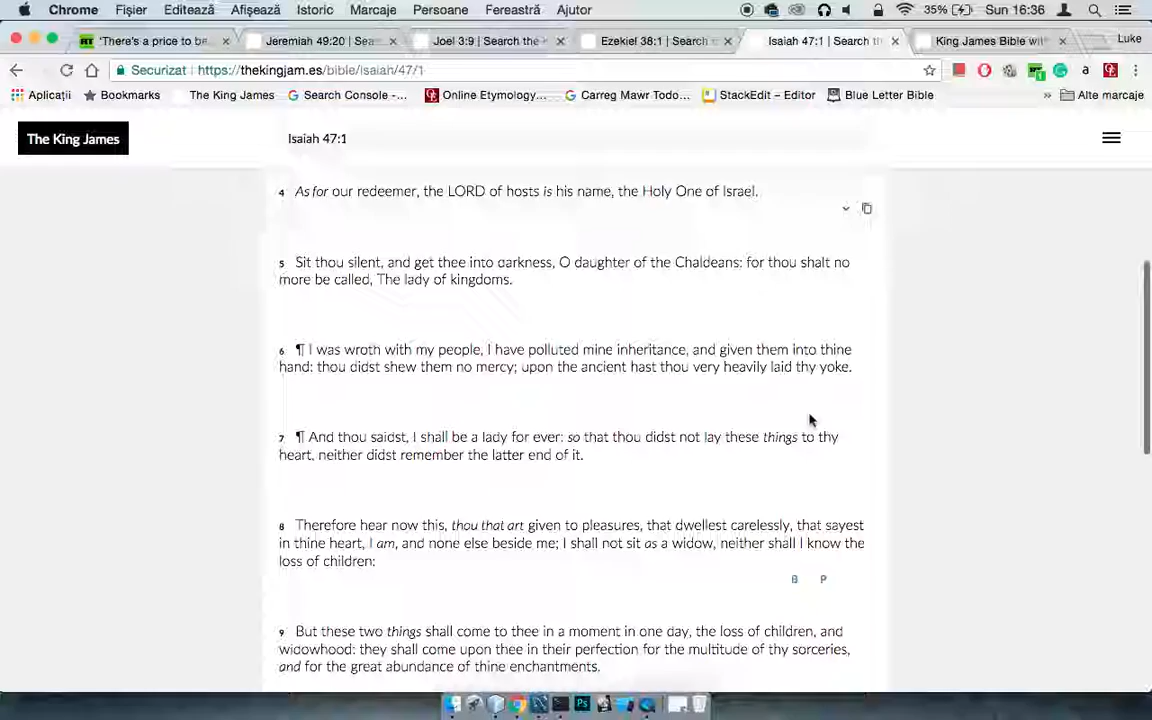 Chrome Fișier Editează Afișează Istoric Marcaje Persoane Fereastră Ajutor 35% Sun 16:36
'There's a price to be Jeremiah 49:20 | Sea Joel 3:9 | Search the Ezekiel 38:1 | Search Isaiah 47:1 | Search th King James Bible wit Luke
Securizat https://thekingjam.es/bible/isaiah/47/1
Aplicații Bookmarks The King James Search Console -... Online Etymology... Carreg Mawr Todo... StackEdit – Editor Blue Letter Bible » Alte marcaje
The King James Isaiah 47:1
4 As for our redeemer, the LORD of hosts is his name, the Holy One of Israel.
5 Sit thou silent, and get thee into darkness, O daughter of the Chaldeans: for thou shalt no
more be called, The lady of kingdoms.
6 ¶ I was wroth with my people, I have polluted mine inheritance, and given them into thine
hand: thou didst shew them no mercy; upon the ancient hast thou very heavily laid thy yoke.
7 ¶ And thou saidst, I shall be a lady for ever: so that thou didst not lay these things to thy
heart, neither didst remember the latter end of it.
8 Therefore hear now this, thou that art given to pleasures, that dwellest carelessly, that sayest
in thine heart, I am, and none else beside me; I shall not sit as a widow, neither shall I know the
loss of children:
B P
9 But these two things shall come to thee in a moment in one day, the loss of children, and
widowhood: they shall come upon thee in their perfection for the multitude of thy sorceries,
and for the great abundance of thine enchantments.
Ps